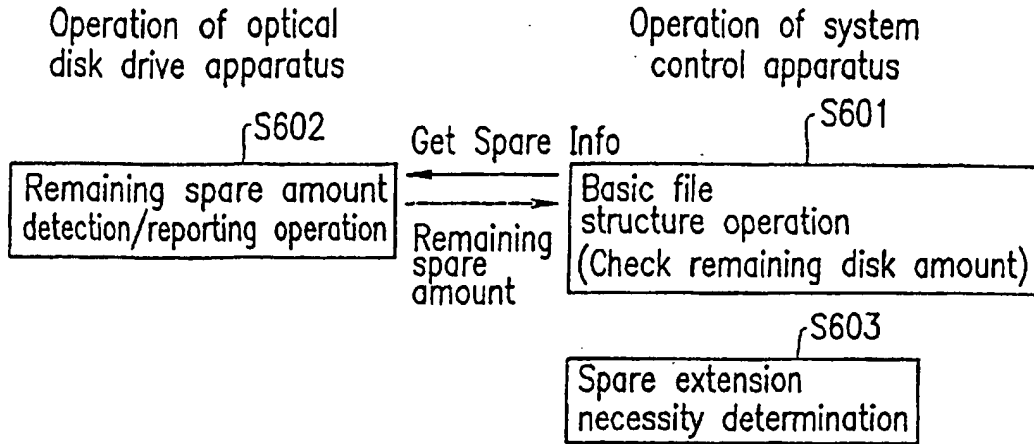 Operation of optical
disk drive apparatus
Operation of system
control apparatus
S602
S601
Get Spare Info
Remaining spare amount
detection/reporting operation
Remaining
spare
amount
Basic file
structure operation
(Check remaining disk amount)
S603
Spare extension
necessity determination